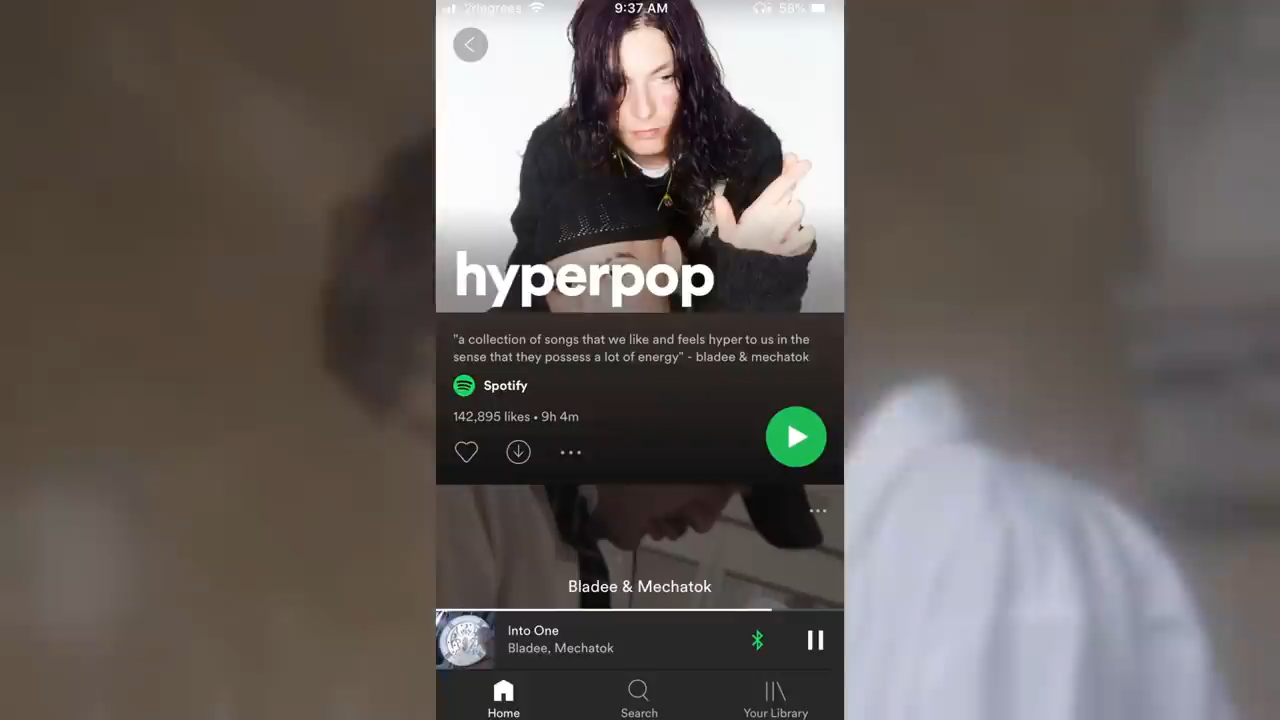 2degrees 9:37 AM 59%
hyperpop
"a collection of songs that we like and feels hyper to us in the
sense that they possess a lot of energy" - bladee & mechatok
Spotify
142,895 likes • 9h 4m
Bladee & Mechatok
Into One
Bladee, Mechatok
Home Search Your Library